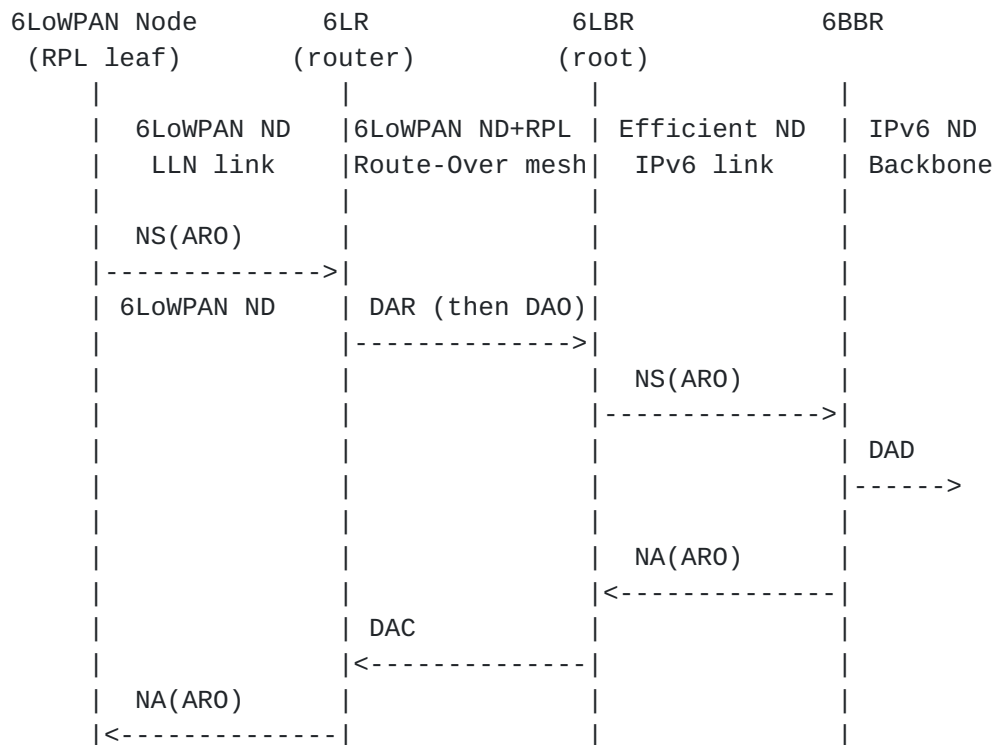 6LoWPAN Node 6LR 6LBR 6BBR
(RPL leaf) (router) (root)
6LoWPAN ND 6LoWPAN ND+RPL Efficient ND IPv6 ND
LLN link Route-Over mesh IPv6 link Backbone
NS(ARO)
6LoWPAN ND DAR (then DAO)
NS(ARO)
DAD
NA(ARO)
DAC
NA(ARO)